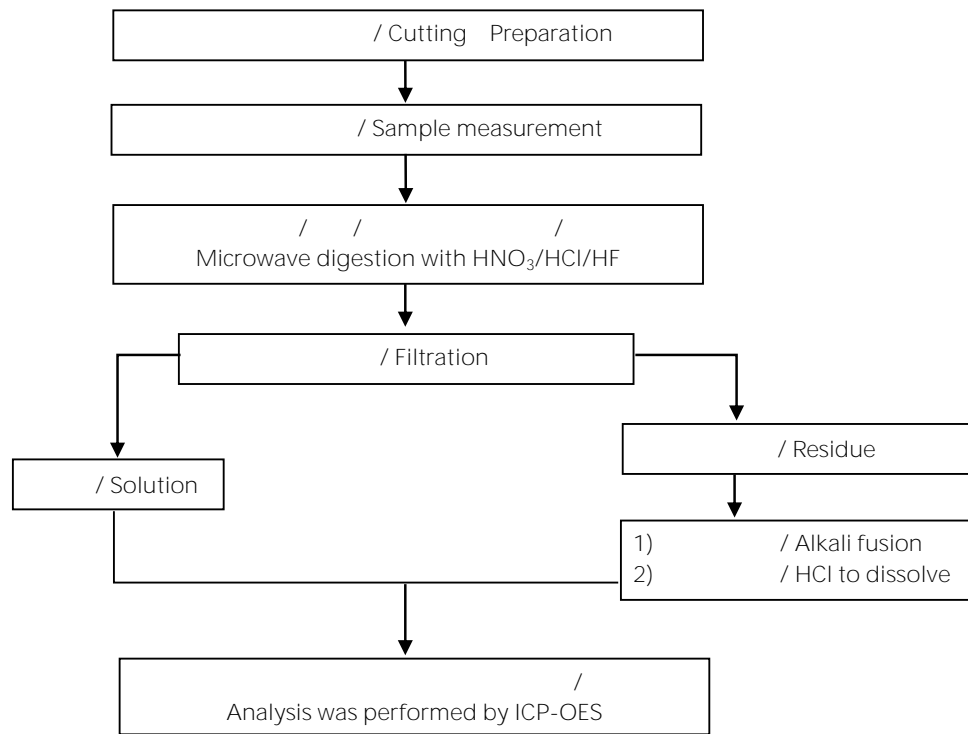 / Cutting Preparation
/ Sample measurement
/ / /
Microwave digestion with HNO₃/HCl/HF
/ Filtration
/ Residue
/ Solution
1) / Alkali fusion
2) / HCl to dissolve
/
Analysis was performed by ICP-OES